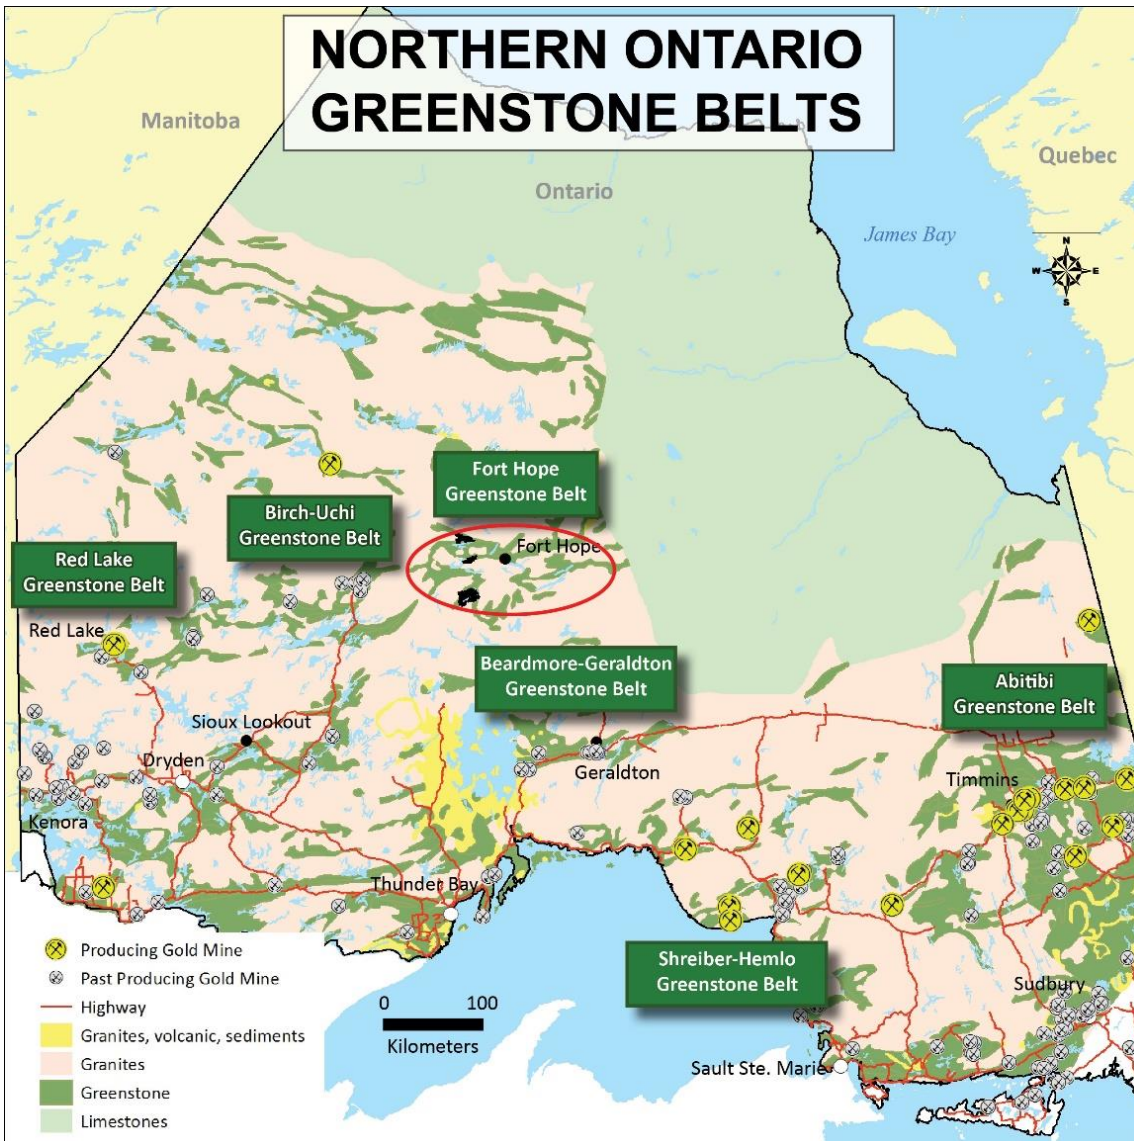 NORTHERN ONTARIO
GREENSTONE BELTS
Manitoba
Quebec
Ontario
James Bay
N
W
E
S
Fort Hope
Greenstone Belt
Birch-Uchi
Greenstone Belt
Fort Hope
Red Lake
Greenstone Belt
Red Lake
Beardmore-Geraldton
Greenstone Belt
Abitibi
Greenstone Belt
Sioux Lookout
Dryden
Geraldton
Timmins
Kenora
Thunder Bay
Shreiber-Hemlo
Greenstone Belt
Sudbury
Sault Ste. Marie
0
100
Kilometers
Producing Gold Mine
Past Producing Gold Mine
Highway
Granites, volcanic, sediments
Granites
Greenstone
Limestones